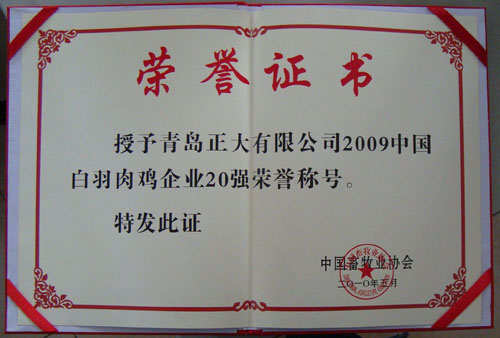 荣誉证书
授予青岛正大有限公司2009中国
白羽肉鸡企业20强荣誉称号。
特发此证
中国畜牧业协会
二〇一〇年五月